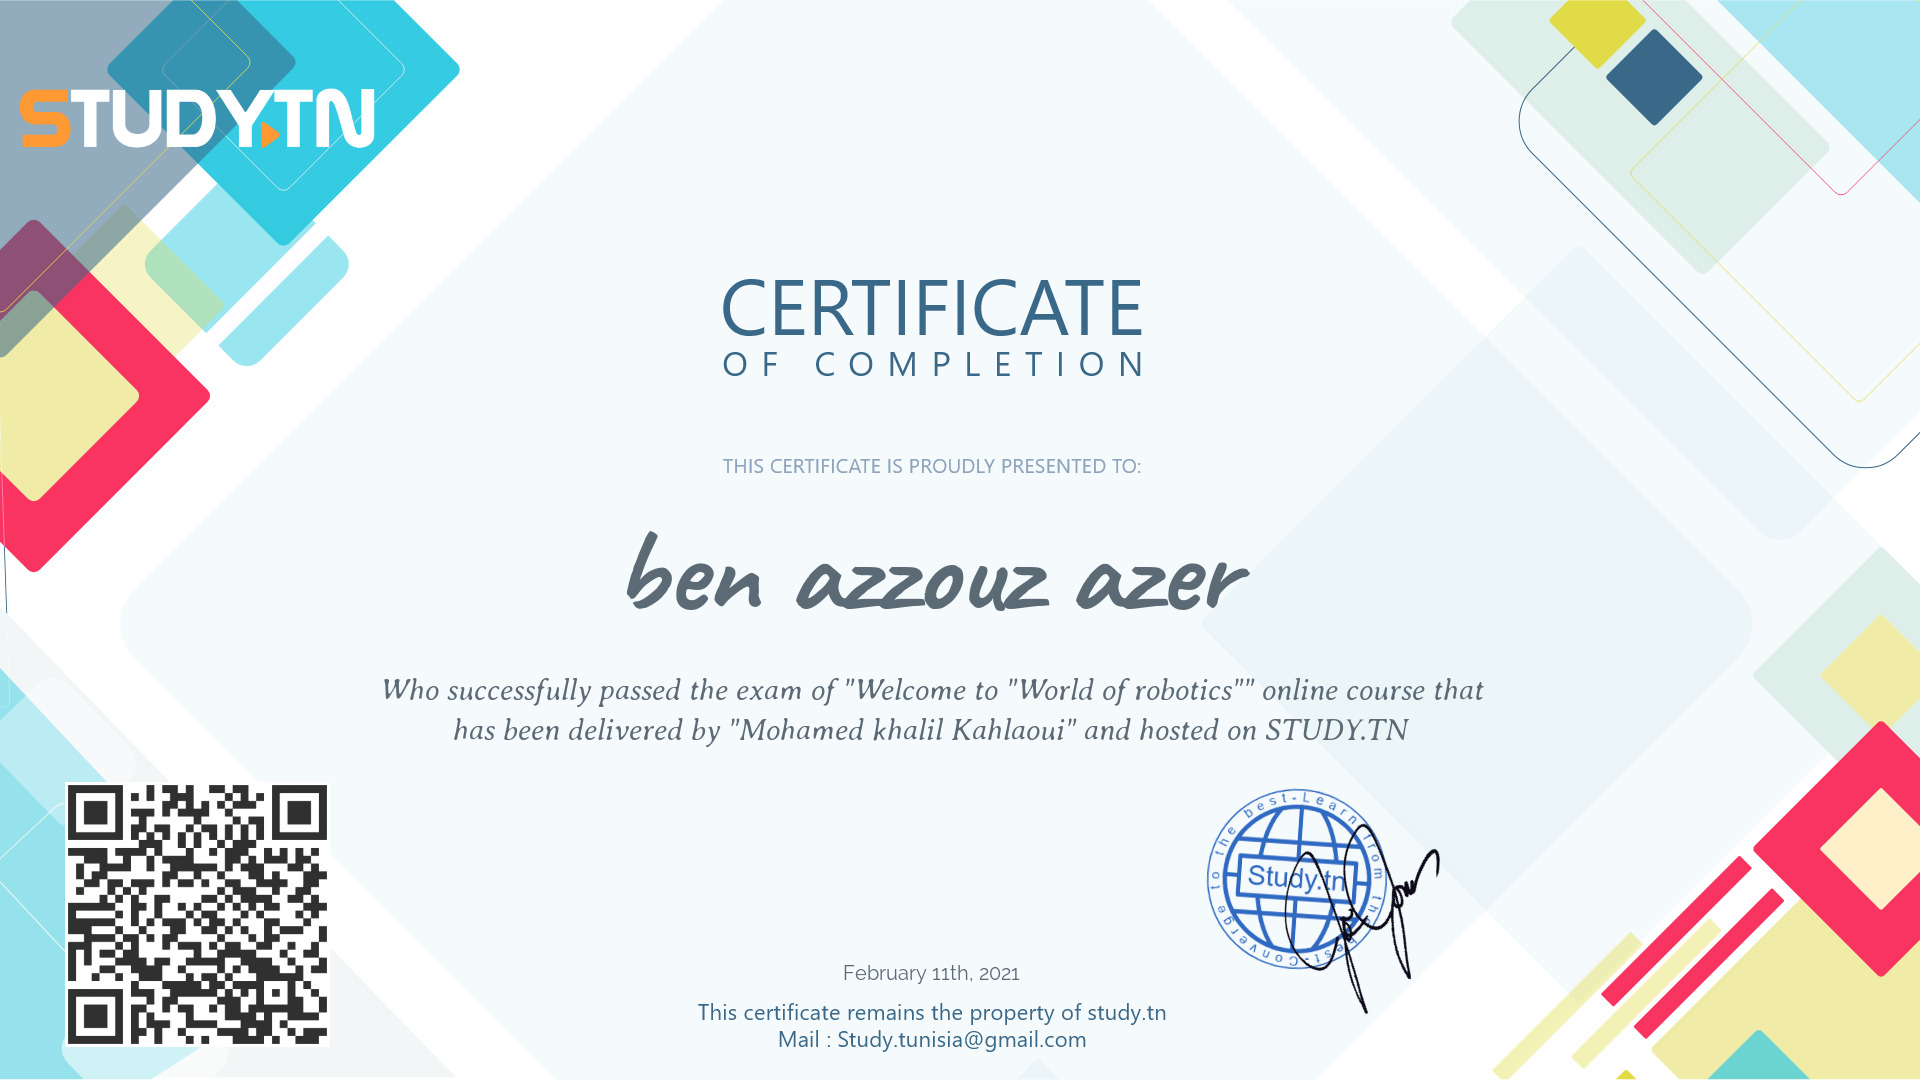 STUDY.TN
CERTIFICATE
OF COMPLETION
THIS CERTIFICATE IS PROUDLY PRESENTED TO:
ben azzouz azer
Who successfully passed the exam of "Welcome to "World of robotics"" online course that
has been delivered by "Mohamed khalil Kahlaoui" and hosted on STUDY.TN
Learn from the best-Converge to the best-
Study.tn
February 11th, 2021
This certificate remains the property of study.tn
Mail : Study.tunisia@gmail.com